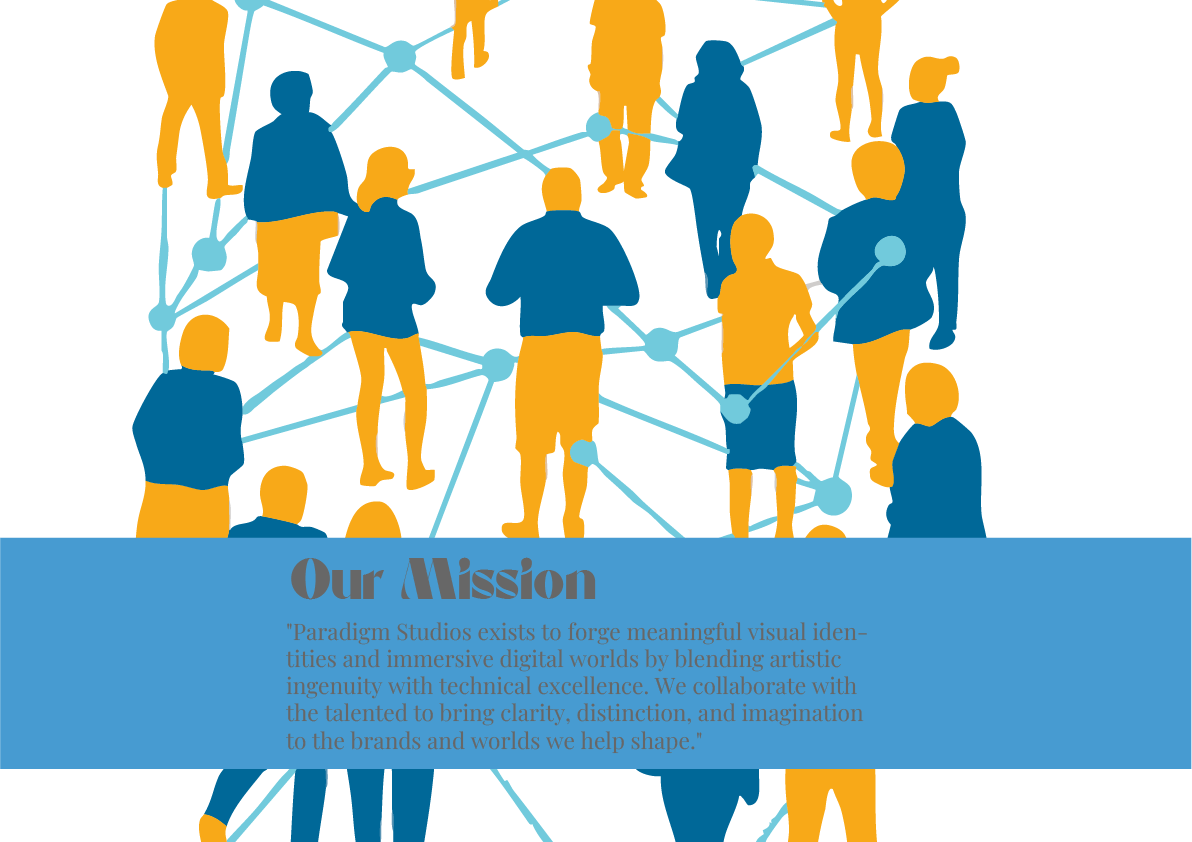 Our Mission
"Paradigm Studios exists to forge meaningful visual iden-
tities and immersive digital worlds by blending artistic
ingenuity with technical excellence. We collaborate with
the talented to bring clarity, distinction, and imagination
to the brands and worlds we help shape."